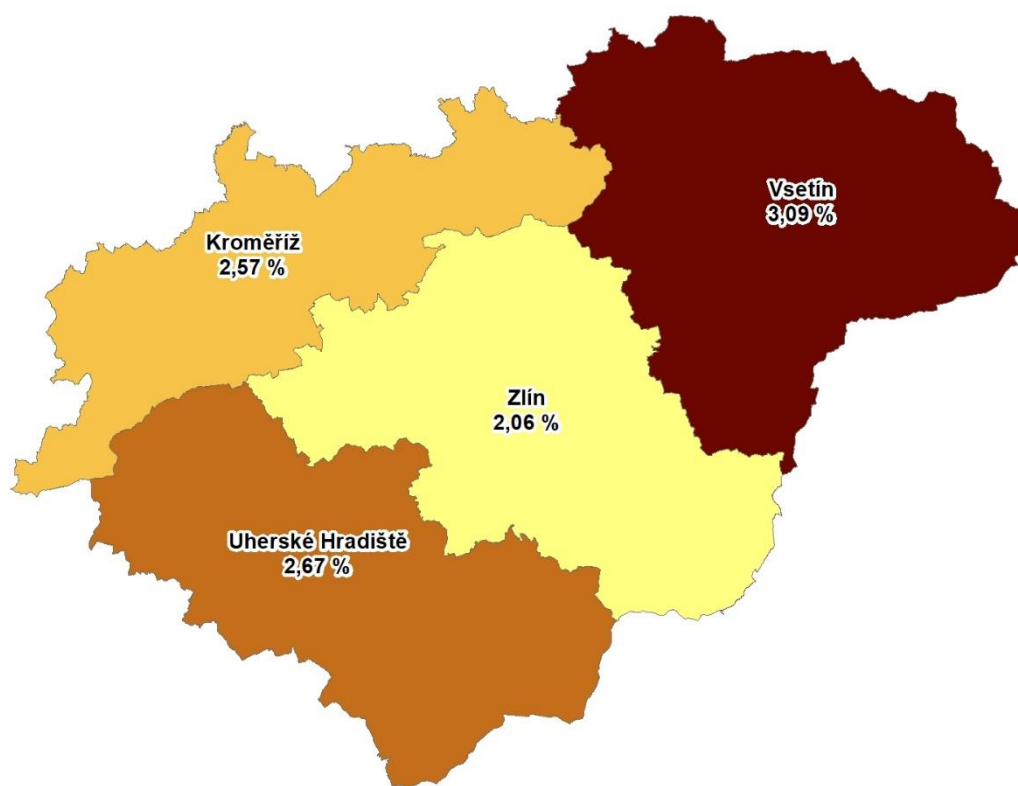 Vsetín
3,09 %
Kroměříž
2,57 %
Zlín
2,06 %
Uherské Hradiště
2,67 %